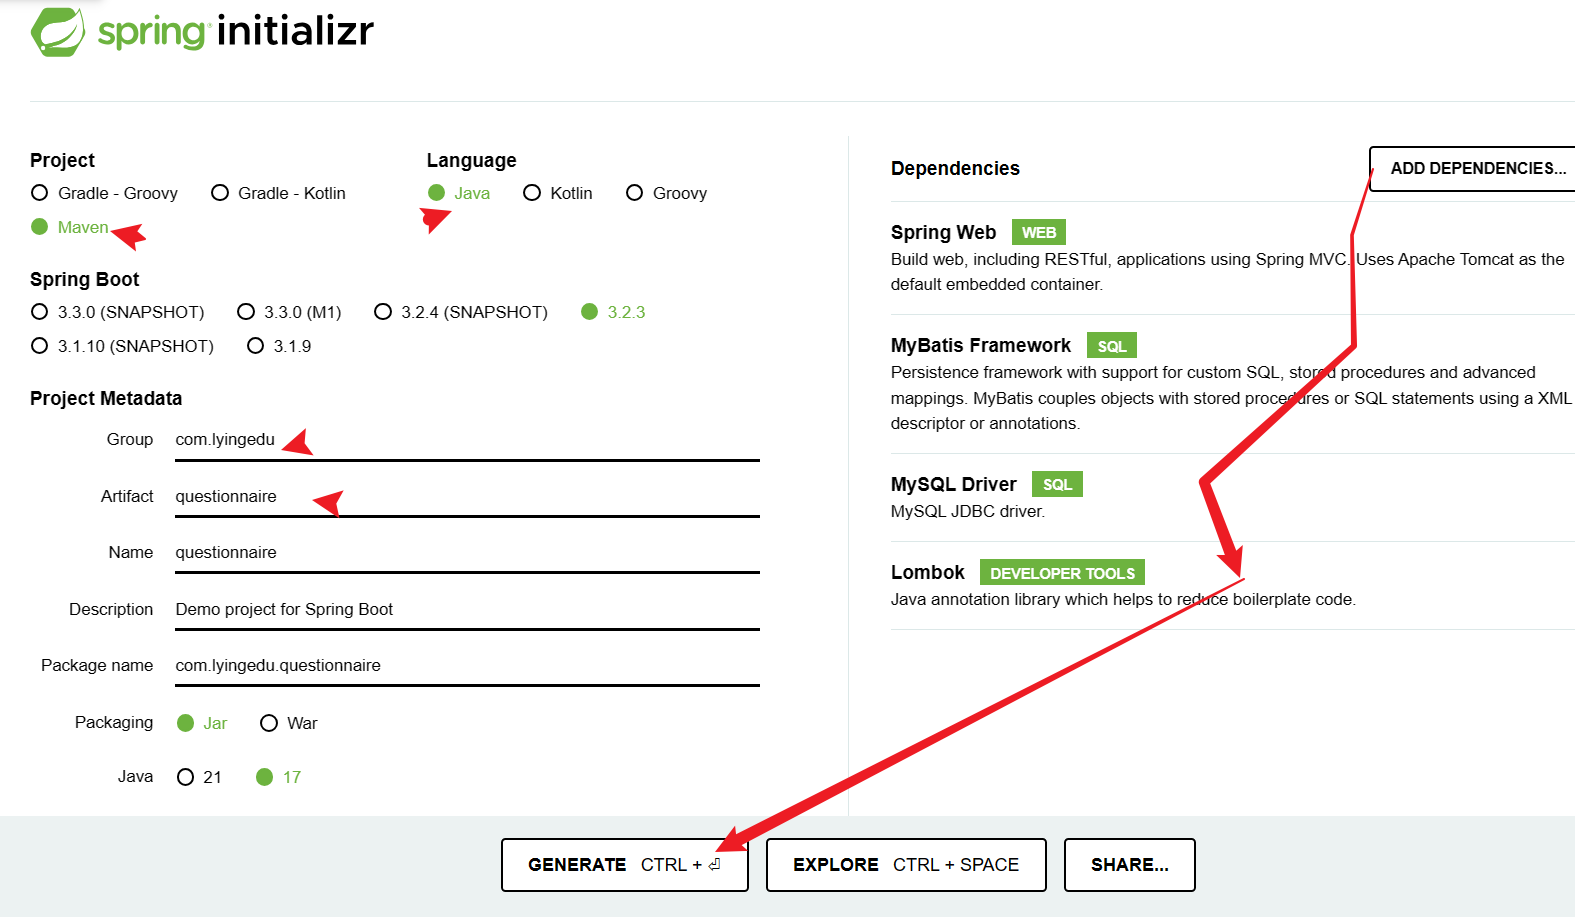 spring initializr
Project
Gradle - Groovy
Gradle - Kotlin
Maven
Language
Java
Kotlin
Groovy
Spring Boot
3.3.0 (SNAPSHOT)
3.3.0 (M1)
3.2.4 (SNAPSHOT)
3.2.3
3.1.10 (SNAPSHOT)
3.1.9
Project Metadata
Group com.lyingedu
Artifact questionnaire
Name questionnaire
Description Demo project for Spring Boot
Package name com.lyingedu.questionnaire
Packaging Jar War
Java 21 17
Dependencies
ADD DEPENDENCIES...
Spring Web WEB
Build web, including RESTful, applications using Spring MVC. Uses Apache Tomcat as the
default embedded container.
MyBatis Framework SQL
Persistence framework with support for custom SQL, stored procedures and advanced
mappings. MyBatis couples objects with stored procedures or SQL statements using a XML
descriptor or annotations.
MySQL Driver SQL
MySQL JDBC driver.
Lombok DEVELOPER TOOLS
Java annotation library which helps to reduce boilerplate code.
GENERATE CTRL + ⏎
EXPLORE CTRL + SPACE
SHARE...